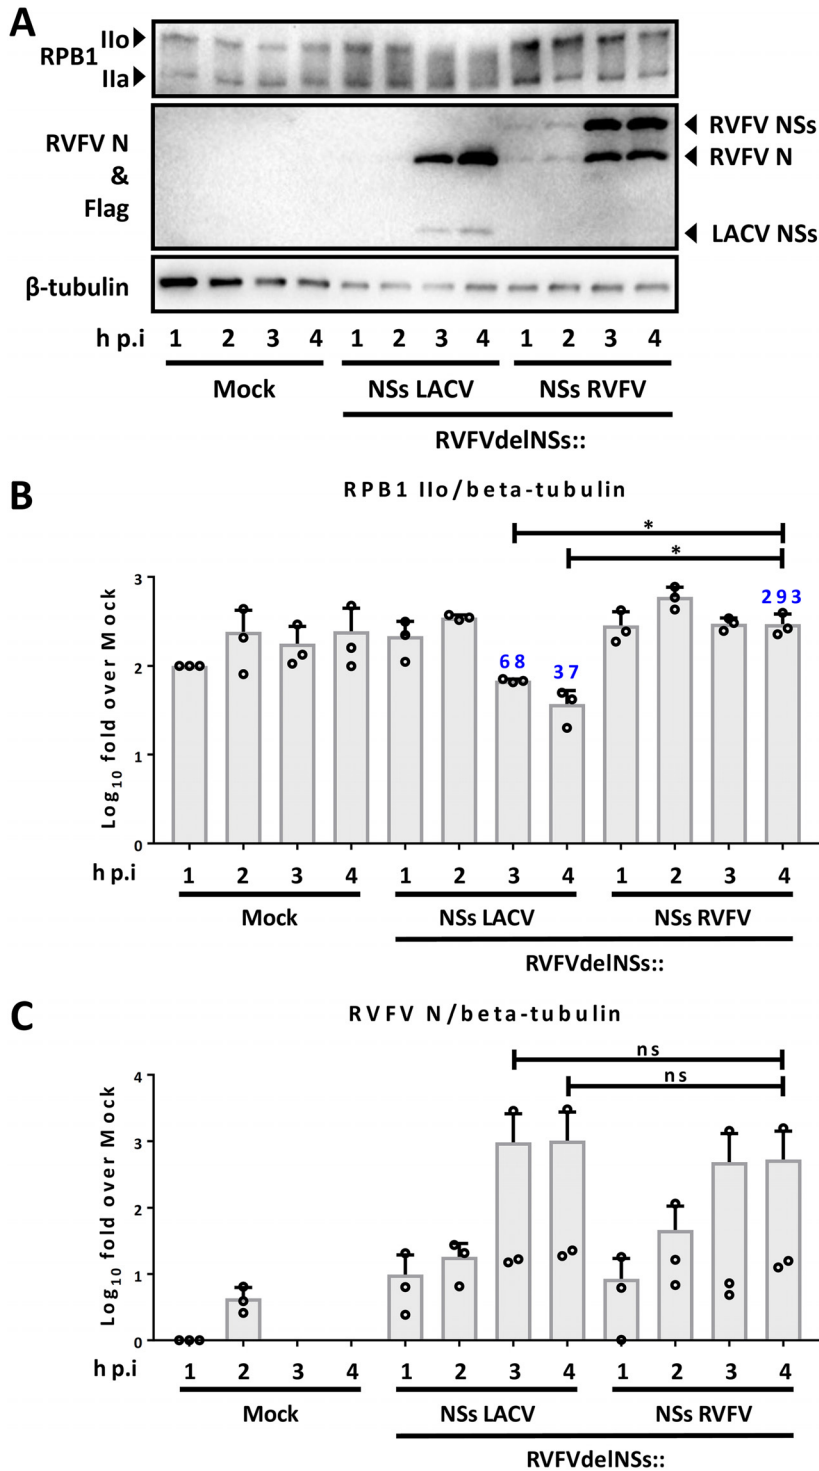 A
IIo
RPB1
IIa
RVFV N
&
Flag
RVFV NSs
RVFV N
LACV NSs
β-tubulin
h p.i 1 2 3 4 1 2 3 4 1 2 3 4
Mock NSs LACV NSs RVFV
RVFVdelNSs::
B
RPB1 IIo/beta-tubulin
*
*
Log10 fold over Mock
3
2
1
0
68
37
293
h p.i 1 2 3 4 1 2 3 4 1 2 3 4
Mock NSs LACV NSs RVFV
RVFVdelNSs::
C
RVFV N/beta-tubulin
ns
ns
Log10 fold over Mock
4
3
2
1
0
h p.i 1 2 3 4 1 2 3 4 1 2 3 4
Mock NSs LACV NSs RVFV
RVFVdelNSs::